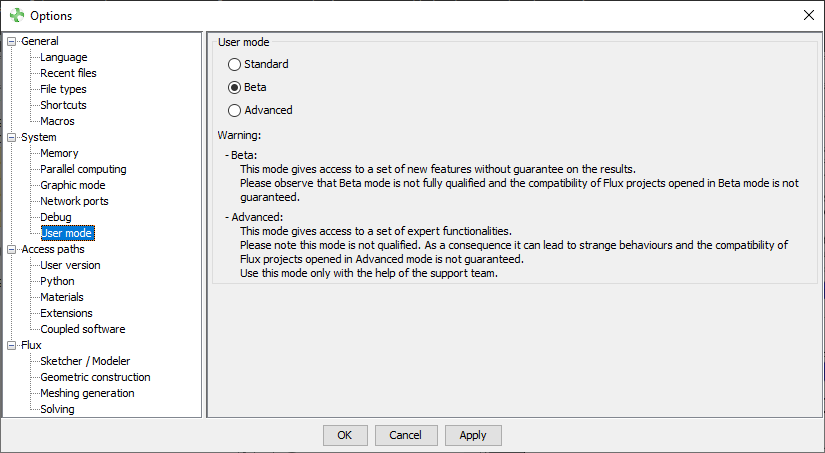 Options
General
Language
Recent files
File types
Shortcuts
Macros
System
Memory
Parallel computing
Graphic mode
Network ports
Debug
User mode
Access paths
User version
Python
Materials
Extensions
Coupled software
Flux
Sketcher / Modeler
Geometric construction
Meshing generation
Solving
User mode
Standard
Beta
Advanced
Warning:
- Beta:
This mode gives access to a set of new features without guarantee on the results.
Please observe that Beta mode is not fully qualified and the compatibility of Flux projects opened in Beta mode is not
guaranteed.
- Advanced:
This mode gives access to a set of expert functionalities.
Please note this mode is not qualified. As a consequence it can lead to strange behaviours and the compatibility of
Flux projects opened in Advanced mode is not guaranteed.
Use this mode only with the help of the support team.
OK
Cancel
Apply